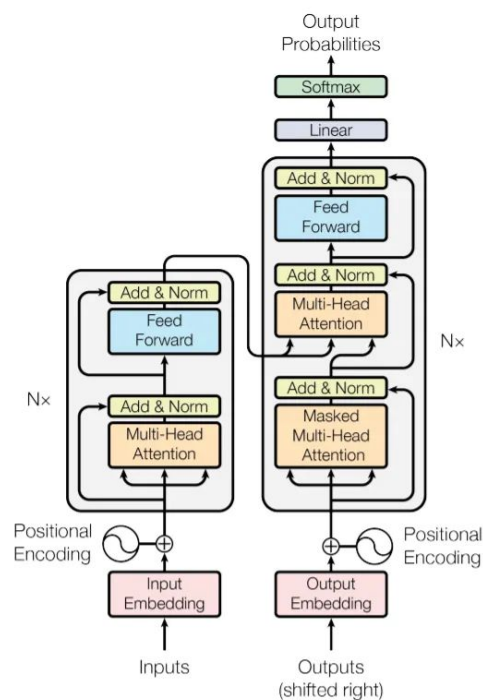 Output
Probabilities
Softmax
Linear
Add & Norm
Feed
Forward
Add & Norm
Multi-Head
Attention
Add & Norm
Masked
Multi-Head
Attention
N×
Add & Norm
Feed
Forward
Add & Norm
Multi-Head
Attention
N×
Positional
Encoding
Positional
Encoding
Input
Embedding
Output
Embedding
Inputs
Outputs
(shifted right)